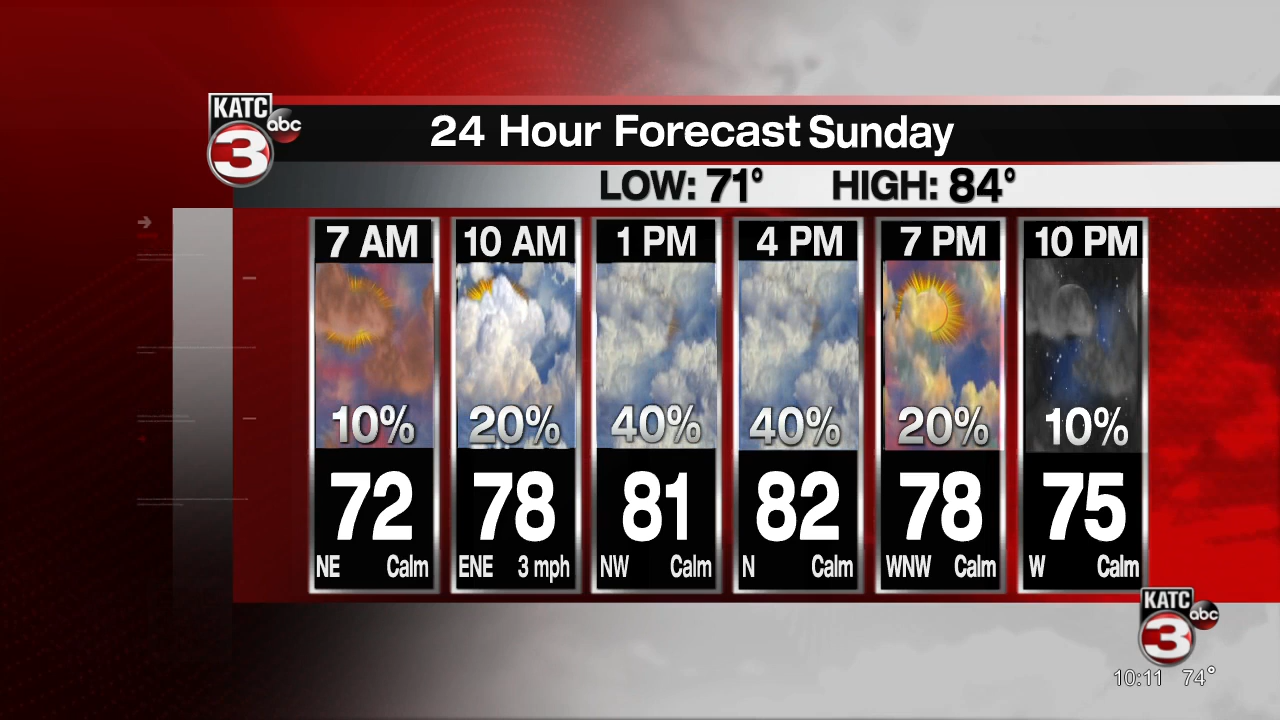 KATC
abc
3
24 Hour Forecast Sunday
LOW: 71° HIGH: 84°
7 AM 10 AM 1 PM 4 PM 7 PM 10 PM
10% 20% 40% 40% 20% 10%
72 78 81 82 78 75
NE Calm ENE 3 mph NW Calm N Calm WNW Calm W Calm
KATC
abc
3
10:11 74°